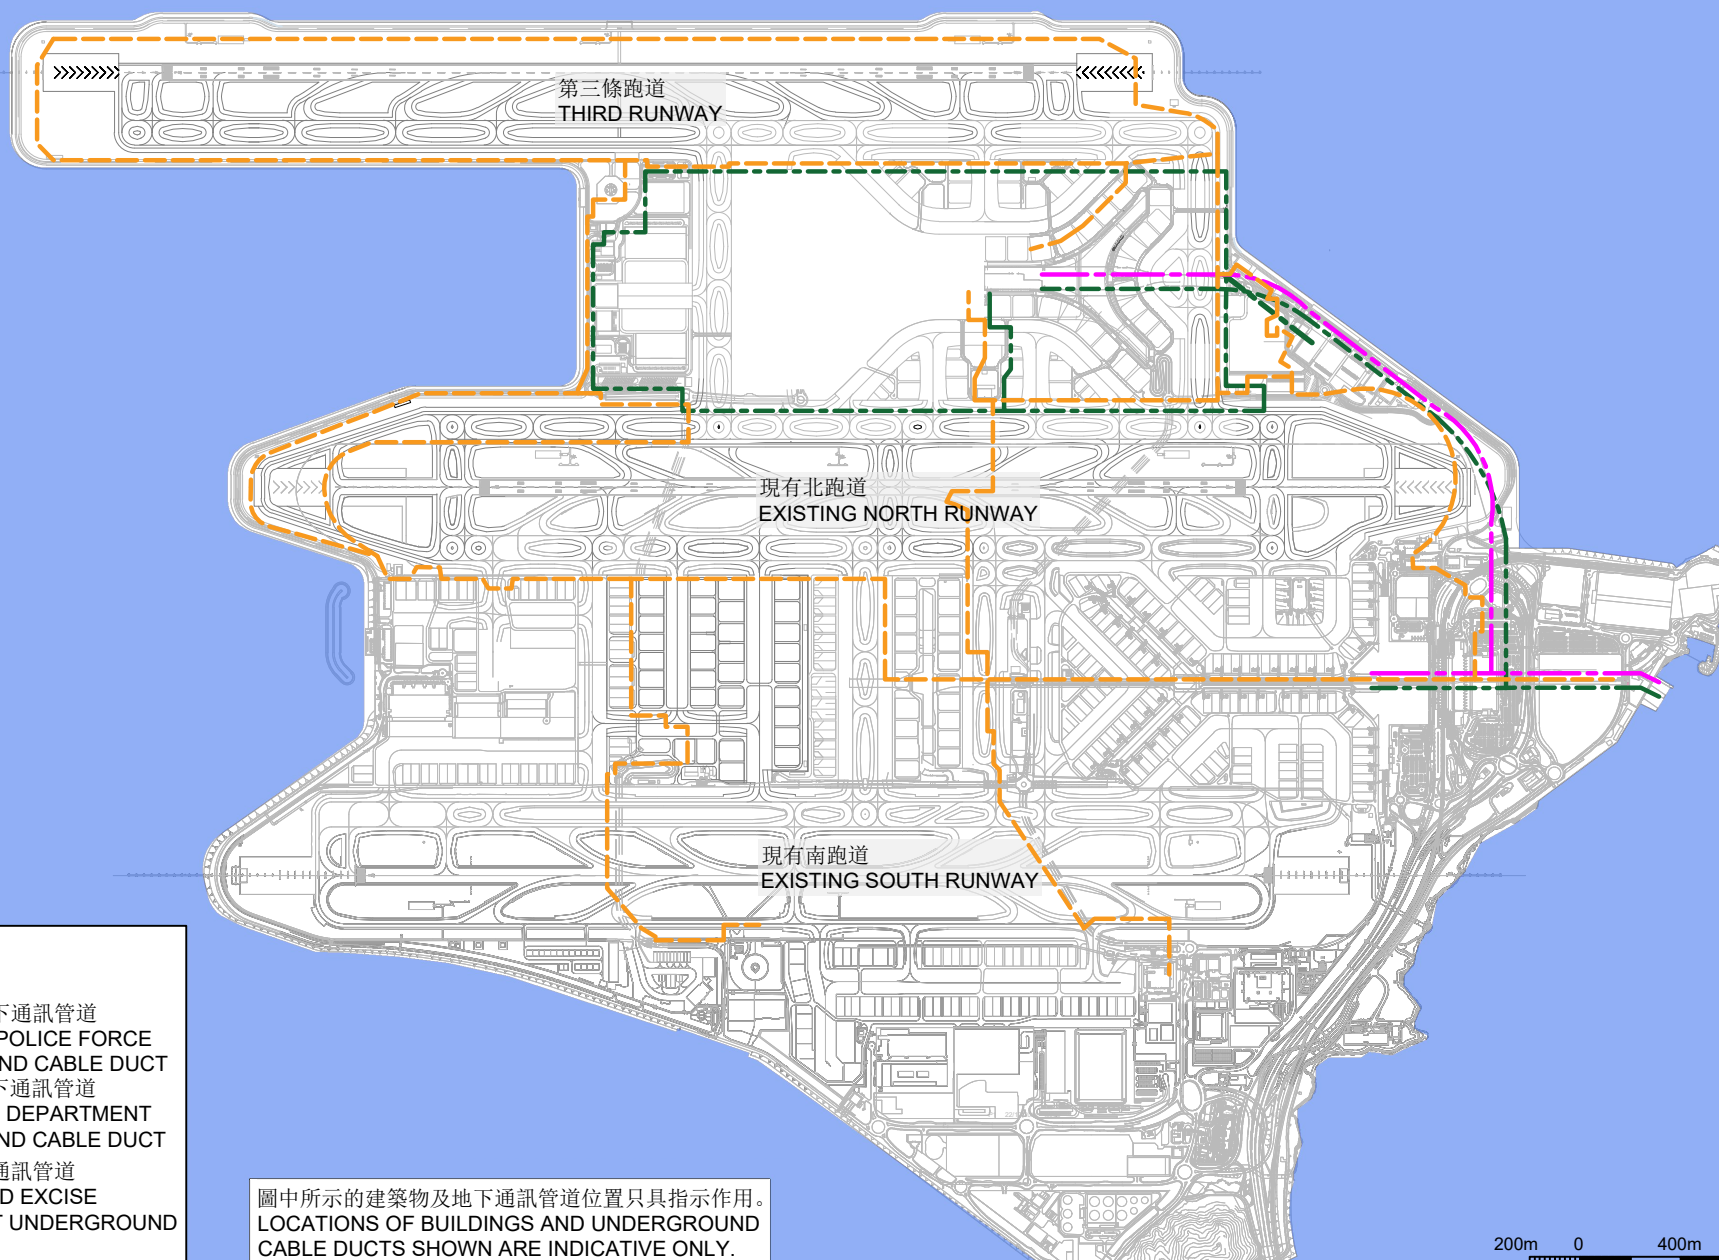 第三條跑道
THIRD RUNWAY
現有北跑道
EXISTING NORTH RUNWAY
現有南跑道
EXISTING SOUTH RUNWAY
下通訊管道
POLICE FORCE
ND CABLE DUCT
下通訊管道
DEPARTMENT
ND CABLE DUCT
通訊管道
D EXCISE
T UNDERGROUND
圖中所示的建築物及地下通訊管道位置只具指示作用。
LOCATIONS OF BUILDINGS AND UNDERGROUND
CABLE DUCTS SHOWN ARE INDICATIVE ONLY.
200m 0 400m